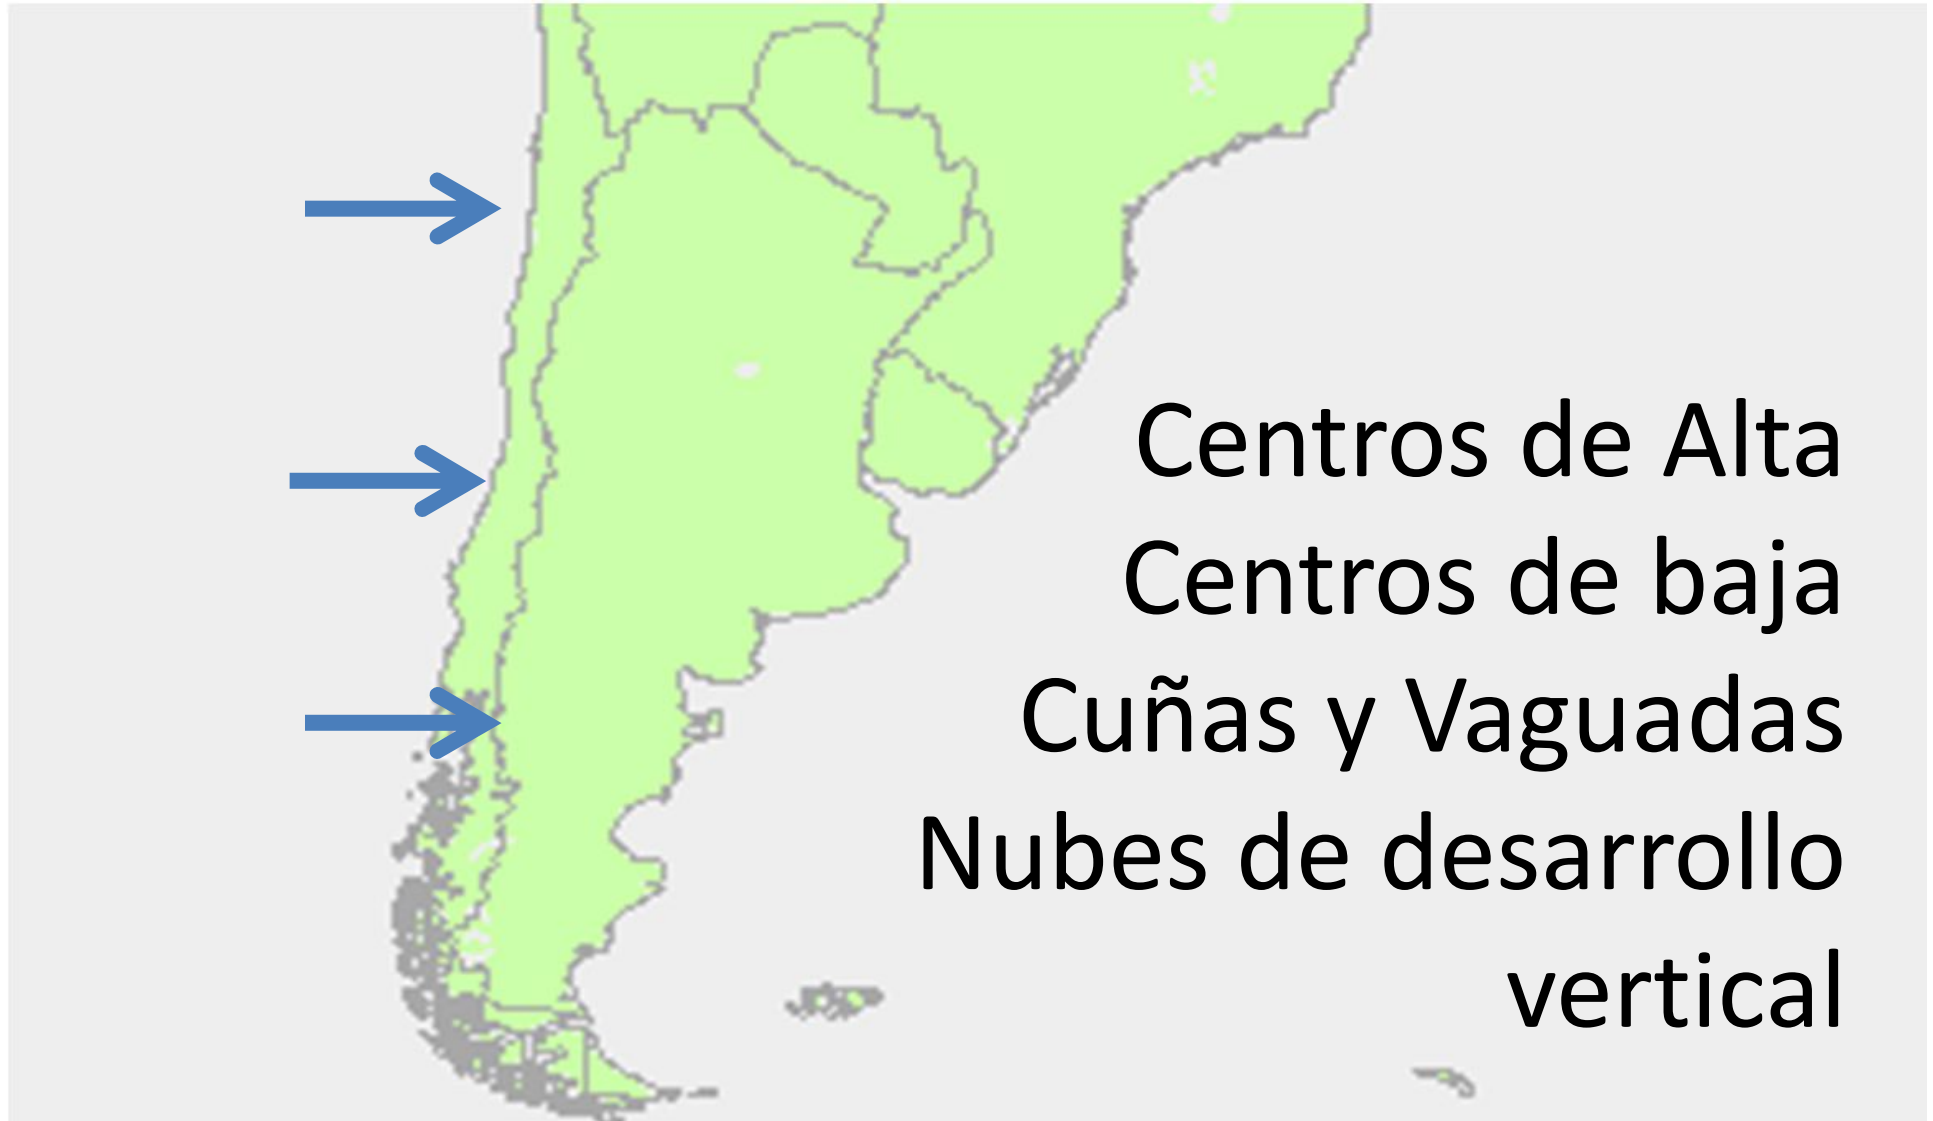 Centros de Alta
Centros de baja
Cuñas y Vaguadas
Nubes de desarrollo
vertical